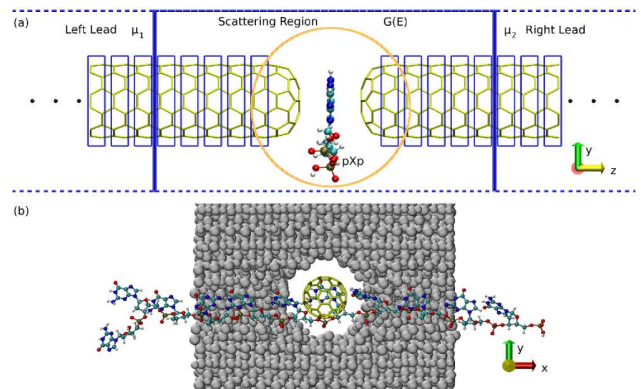 (a)
Scattering Region
G(E)
Left Lead
μ1
μ2
Right Lead
• • •
• • •
pXp
y
z
(b)
y
x